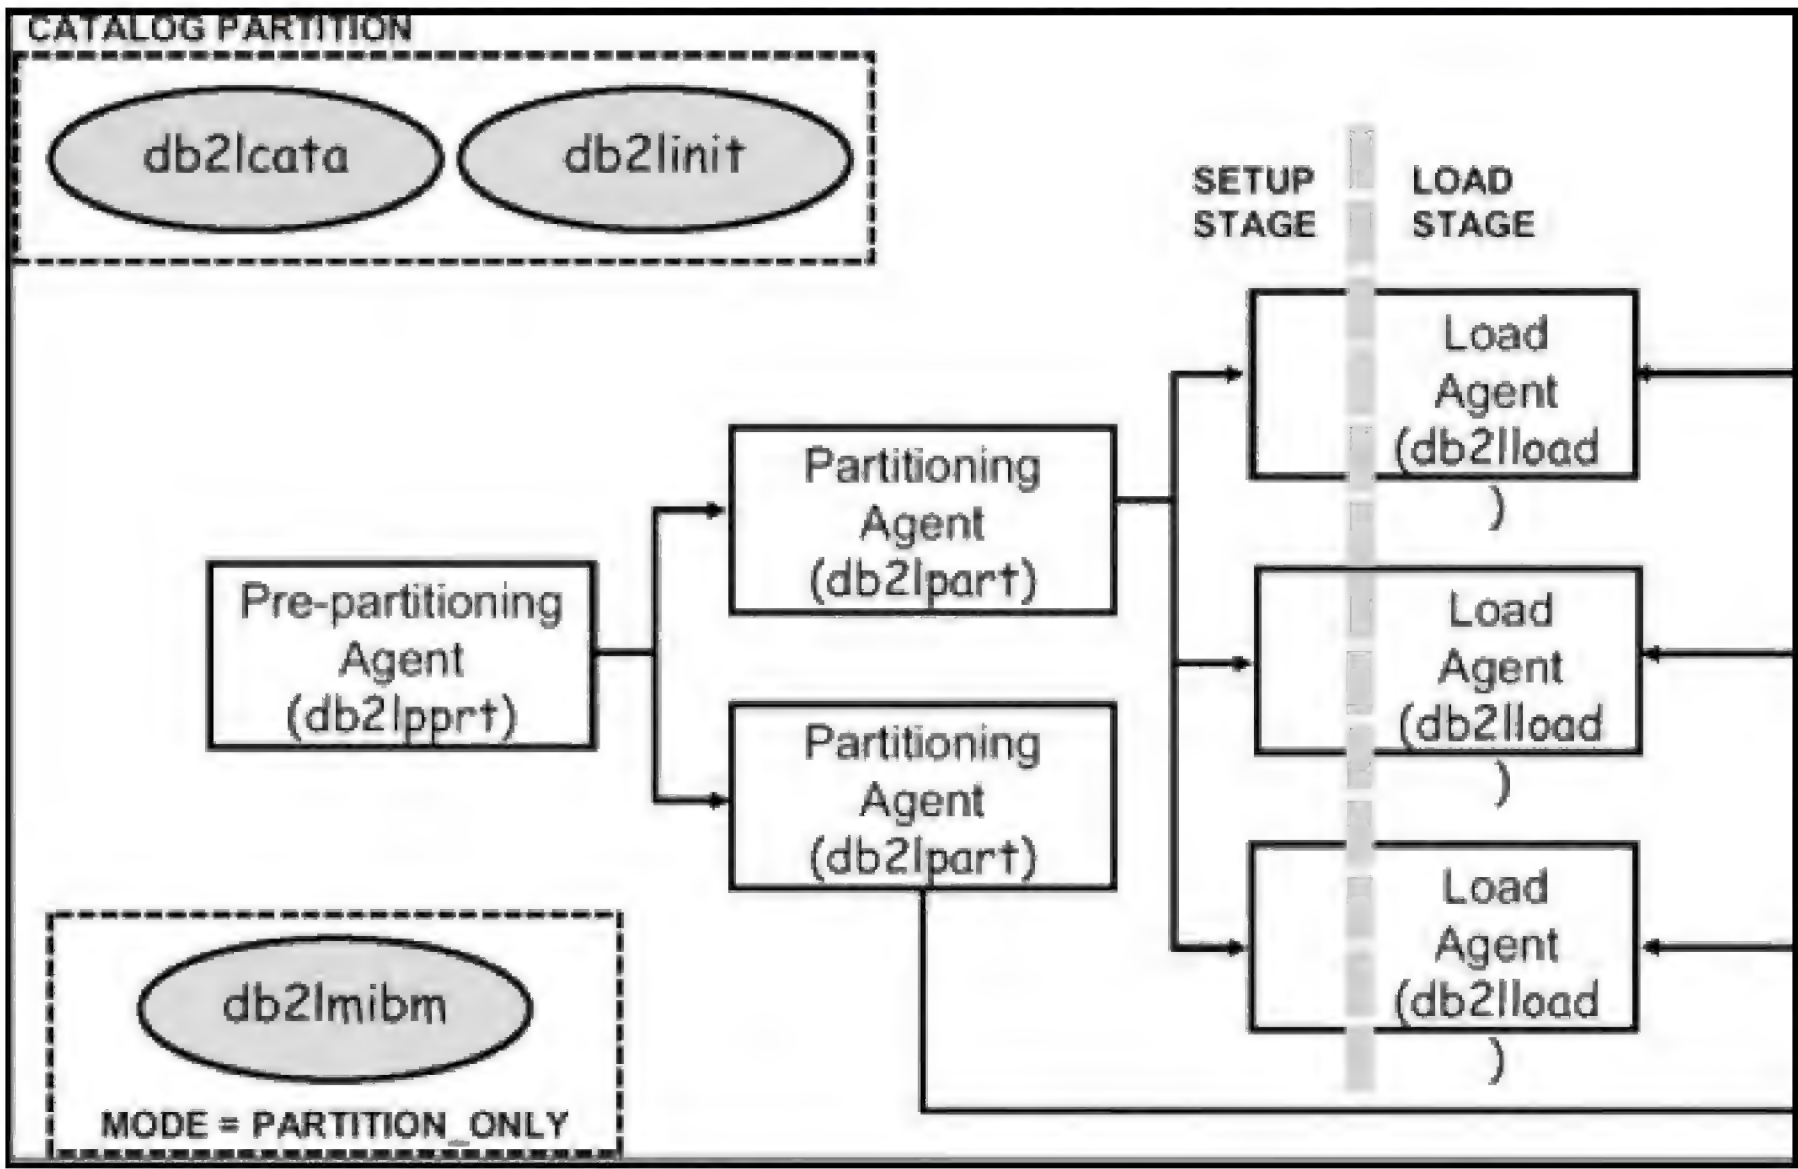 CATALOG PARTITION
db2lcata
db2linit
SETUP
STAGE
LOAD
STAGE
Load
Agent
(db2lload
)
Partitioning
Agent
(db2lpart)
Pre-partitioning
Agent
(db2lpprt)
Load
Agent
(db2lload
)
Partitioning
Agent
(db2lpart)
Load
Agent
(db2lload
)
db2lmibm
MODE = PARTITION_ONLY